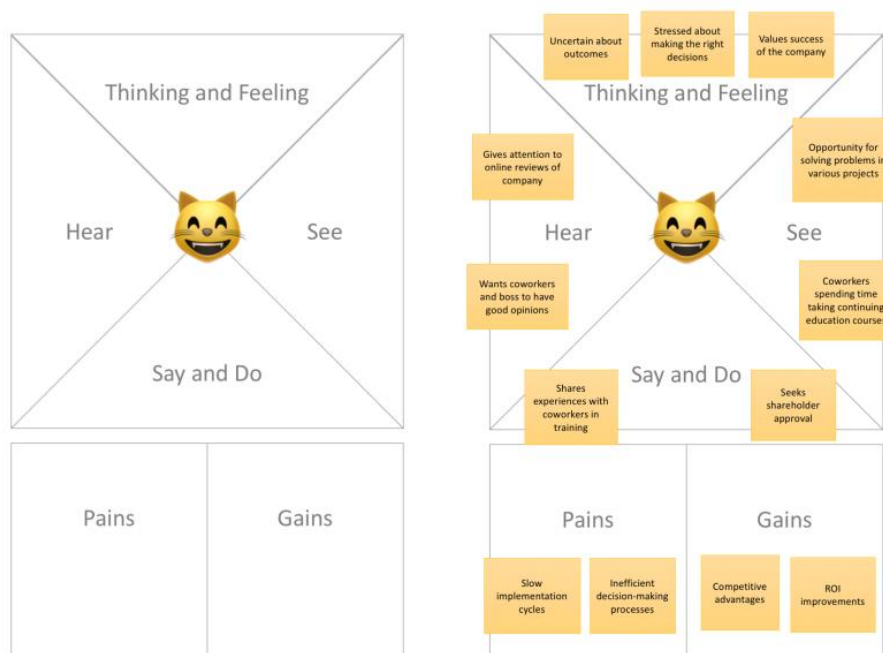 Thinking and Feeling
Hear
See
Say and Do
Pains
Gains
Uncertain about
outcomes
Stressed about
making the right
decisions
Values success
of the company
Thinking and Feeling
Gives attention to
online reviews of
company
Opportunity for
solving problems in
various projects
Hear
See
Wants coworkers
and boss to have
good opinions
Coworkers
spending time
taking continuing
education courses
Say and Do
Shares
experiences with
coworkers in
training
Seeks
shareholder
approval
Pains
Gains
Slow
implementation
cycles
Inefficient
decision-making
processes
Competitive
advantages
ROI
improvements